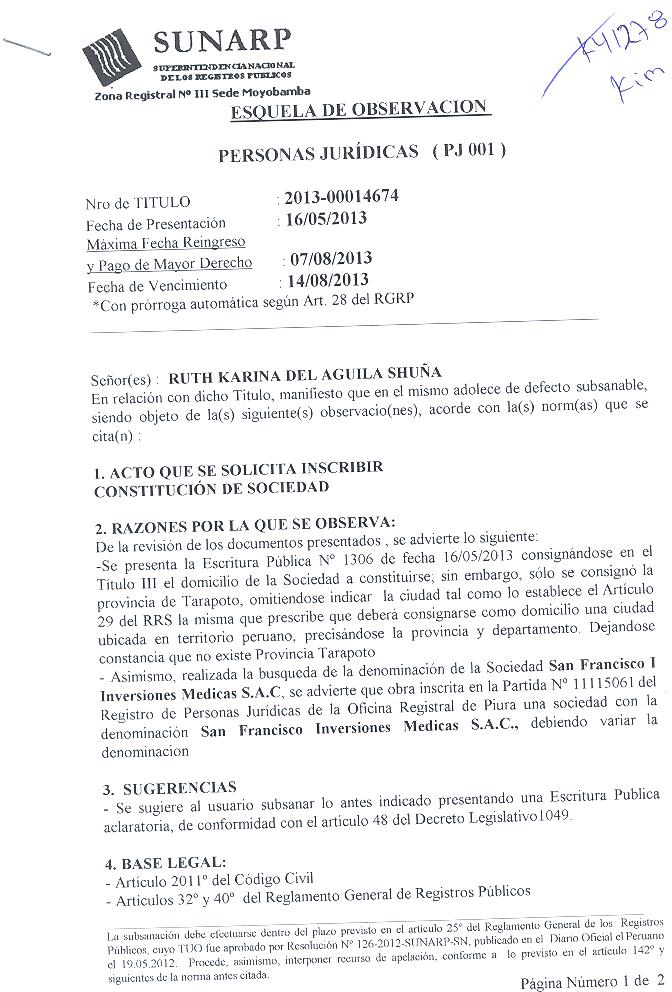 SUNARP
SUPERINTENDENCIA NACIONAL
DE LOS REGISTROS PUBLICOS
Zona Registral Nº III Sede Moyobamba
K41278
Kim
ESQUELA DE OBSERVACION
PERSONAS JURÍDICAS ( PJ 001 )
Nro de TITULO : 2013-00014674
Fecha de Presentación : 16/05/2013
Máxima Fecha Reingreso
y Pago de Mayor Derecho : 07/08/2013
Fecha de Vencimiento : 14/08/2013
*Con prórroga automática según Art. 28 del RGRP
Señor(es) : RUTH KARINA DEL AGUILA SHUÑA
En relación con dicho Titulo, manifiesto que en el mismo adolece de defecto subsanable,
siendo objeto de la(s) siguiente(s) observacio(nes), acorde con la(s) norm(as) que se
cita(n) :
1. ACTO QUE SE SOLICITA INSCRIBIR
CONSTITUCIÓN DE SOCIEDAD
2. RAZONES POR LA QUE SE OBSERVA:
De la revisión de los documentos presentados , se advierte lo siguiente:
-Se presenta la Escritura Pública Nº 1306 de fecha 16/05/2013 consignándose en el
Titulo III el domicilio de la Sociedad a constituirse; sin embargo, sólo se consignó la
provincia de Tarapoto, omitiendose indicar la ciudad tal como lo establece el Artículo
29 del RRS la misma que prescribe que deberá consignarse como domicilio una ciudad
ubicada en territorio peruano, precisándose la provincia y departamento. Dejandose
constancia que no existe Provincia Tarapoto
- Asimismo, realizada la busqueda de la denominación de la Sociedad San Francisco I
Inversiones Medicas S.A.C, se advierte que obra inscrita en la Partida Nº 11115061 del
Registro de Personas Jurídicas de la Oficina Registral de Piura una sociedad con la
denominación San Francisco Inversiones Medicas S.A.C., debiendo variar la
denominacion
3. SUGERENCIAS
- Se sugiere al usuario subsanar lo antes indicado presentando una Escritura Publica
aclaratoria, de conformidad con el articulo 48 del Decreto Legislativo1049.
4. BASE LEGAL:
- Artículo 2011º del Código Civil
- Artículos 32º y 40º del Reglamento General de Registros Públicos
La subsanación debe efectuarse dentro del plazo previsto en el artículo 25º del Reglamento General de los Registros
Públicos, cuyo TUO fue aprobado por Resolución Nº 126-2012-SUNARP-SN, publicado en el Diario Oficial el Peruano
el 19.05.2012. Procede, asimismo, interponer recurso de apelación, conforme a lo previsto en el artículo 142º y
siguientes de la norma antes citada.
Página Número 1 de 2